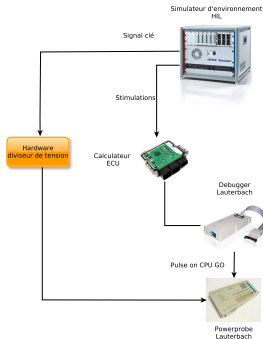 Simulateur d'environnement
HIL
Signal clé
Stimulations
Hardware
diviseur de tension
Calculateur
ECU
Debugger
Lauterbach
Pulse on CPU GO
Powerprobe
Lauterbach